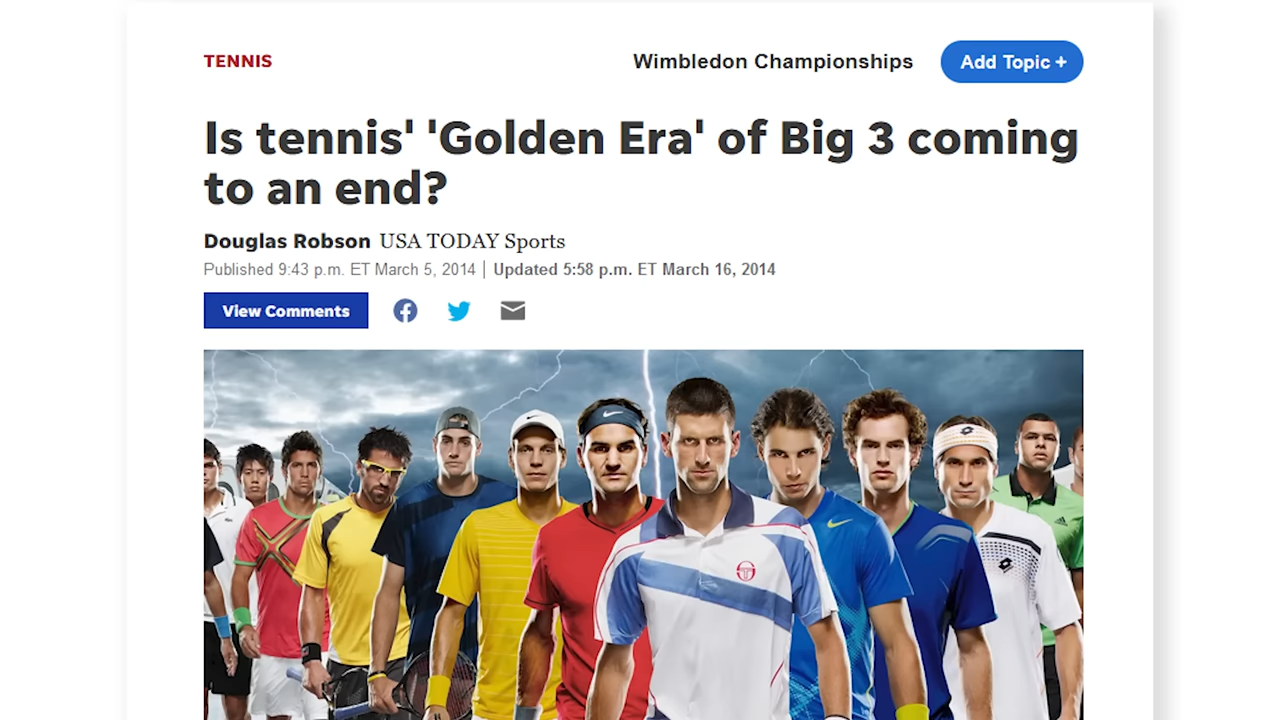 TENNIS
Wimbledon Championships
Add Topic +
Is tennis' 'Golden Era' of Big 3 coming
to an end?
Douglas Robson USA TODAY Sports
Published 9:43 p.m. ET March 5, 2014 | Updated 5:58 p.m. ET March 16, 2014
View Comments